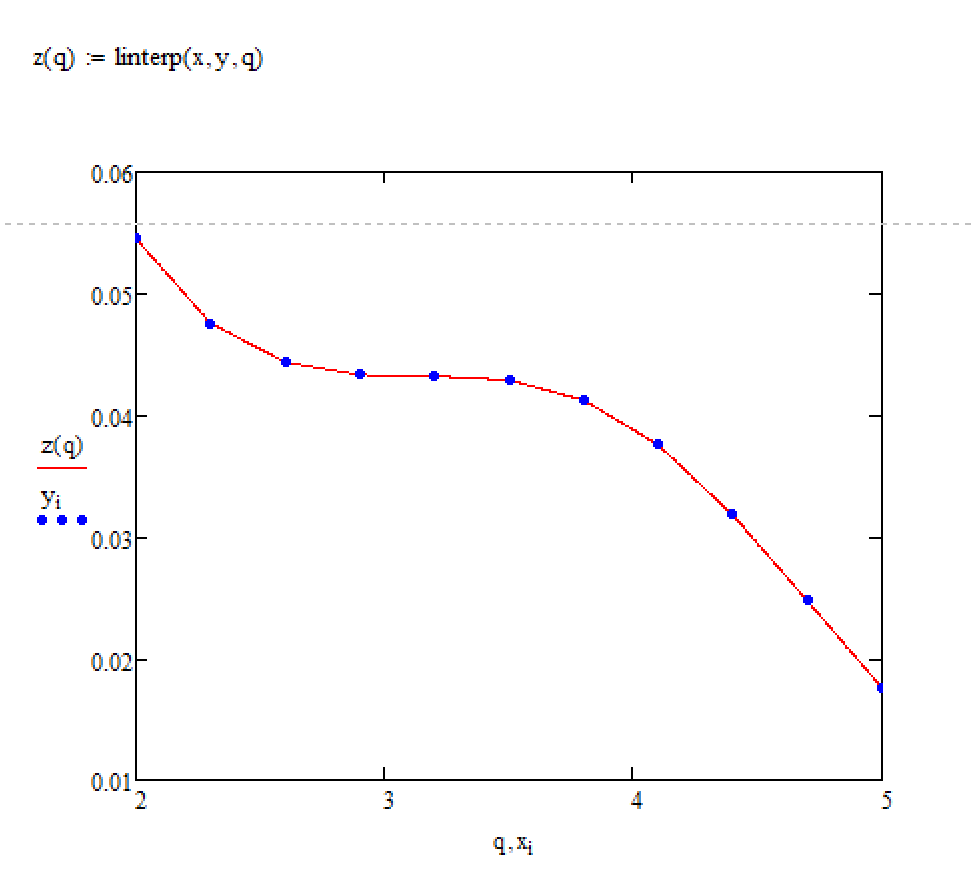 z(q) := linterp(x, y, q)
0.06
0.05
0.04
z(q)
yi
0.03
0.02
0.01
2 3 4 5
q, xi